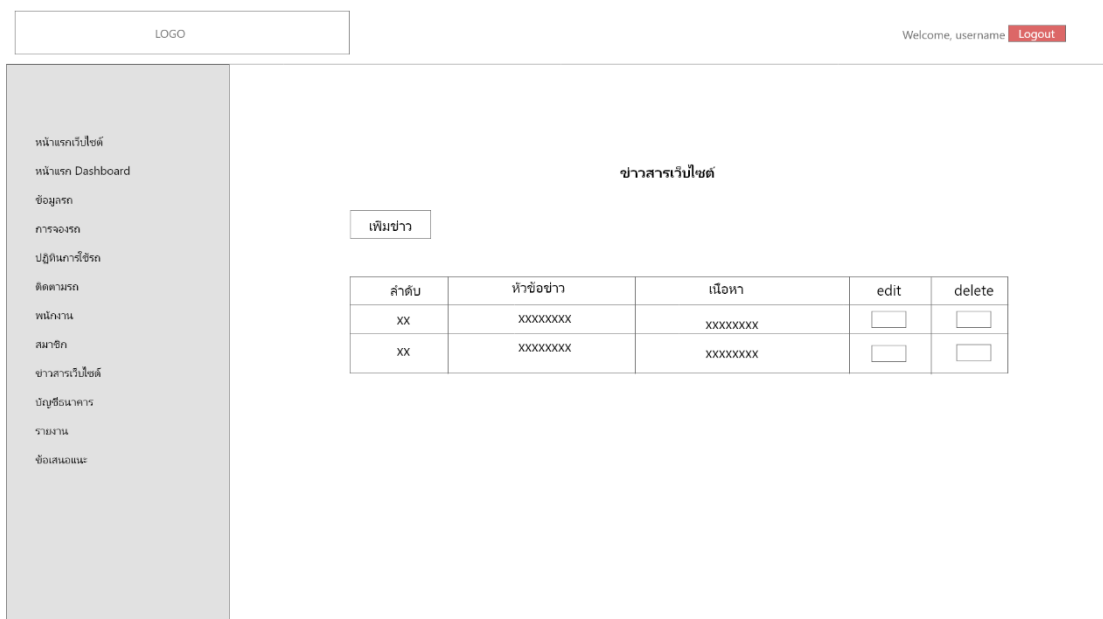 LOGO
Welcome, username Logout
หน้าแรกเว็บไซต์
หน้าแรก Dashboard
ข้อมูลรถ
การจองรถ
ปฏิทินการใช้รถ
ติดตามรถ
พนักงาน
สมาชิก
ข่าวสารเว็บไซต์
บัญชีธนาคาร
รายงาน
ข้อเสนอแนะ
ข่าวสารเว็บไซต์
เพิ่มข่าว
ลำดับ หัวข้อข่าว เนื้อหา edit delete
xx xxxxxxxx xxxxxxxx
xx xxxxxxxx xxxxxxxx